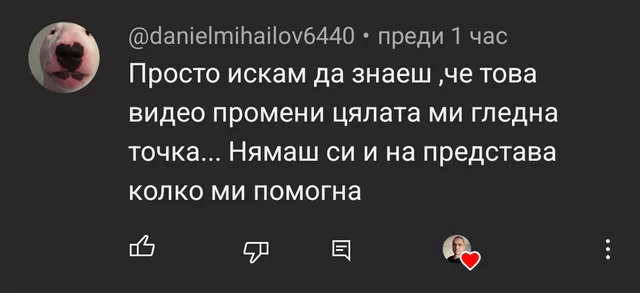 @danielmihailov6440 • преди 1 час
Просто искам да знаеш ,че това
видео промени цялата ми гледна
точка... Нямаш си и на представа
колко ми помогна